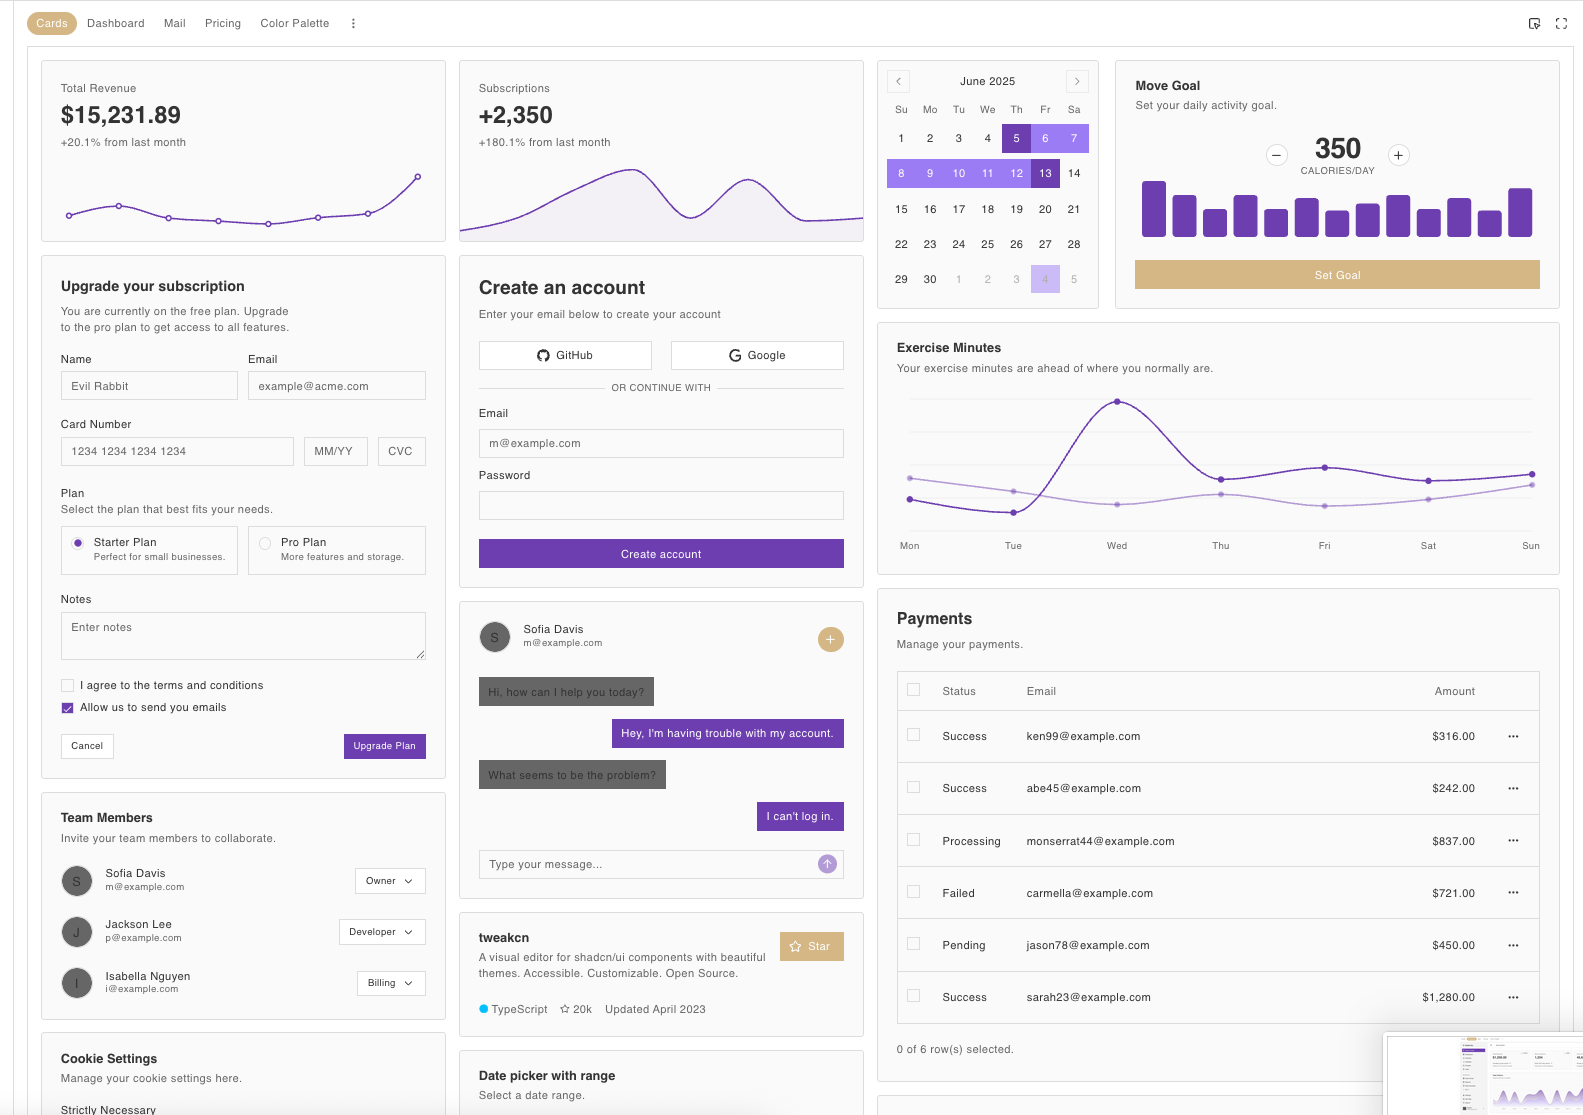 Cards Dashboard Mail Pricing Color Palette
Total Revenue
$15,231.89
+20.1% from last month
Subscriptions
+2,350
+180.1% from last month
June 2025
Su Mo Tu We Th Fr Sa
1 2 3 4 5 6 7
8 9 10 11 12 13 14
15 16 17 18 19 20 21
22 23 24 25 26 27 28
29 30 1 2 3 4 5
Move Goal
Set your daily activity goal.
350
CALORIES/DAY
Set Goal
Upgrade your subscription
You are currently on the free plan. Upgrade
to the pro plan to get access to all features.
Name Email
Evil Rabbit example@acme.com
Card Number
1234 1234 1234 1234 MM/YY CVC
Plan
Select the plan that best fits your needs.
Starter Plan
Perfect for small businesses.
Pro Plan
More features and storage.
Notes
Enter notes
I agree to the terms and conditions
Allow us to send you emails
Cancel Upgrade Plan
Team Members
Invite your team members to collaborate.
S
Sofia Davis
m@example.com
Owner
J
Jackson Lee
p@example.com
Developer
I
Isabella Nguyen
i@example.com
Billing
Cookie Settings
Manage your cookie settings here.
Strictly Necessary
Create an account
Enter your email below to create your account
GitHub Google
OR CONTINUE WITH
Email
m@example.com
Password
Create account
S
Sofia Davis
m@example.com
Hi, how can I help you today?
Hey, I'm having trouble with my account.
What seems to be the problem?
I can't log in.
Type your message...
tweakcn
A visual editor for shadcn/ui components with beautiful
themes. Accessible. Customizable. Open Source.
Star
TypeScript 20k Updated April 2023
Date picker with range
Select a date range.
Exercise Minutes
Your exercise minutes are ahead of where you normally are.
Mon Tue Wed Thu Fri Sat Sun
Payments
Manage your payments.
Status Email Amount
Success ken99@example.com $316.00
Success abe45@example.com $242.00
Processing monserrat44@example.com $837.00
Failed carmella@example.com $721.00
Pending jason78@example.com $450.00
Success sarah23@example.com $1,280.00
0 of 6 row(s) selected.